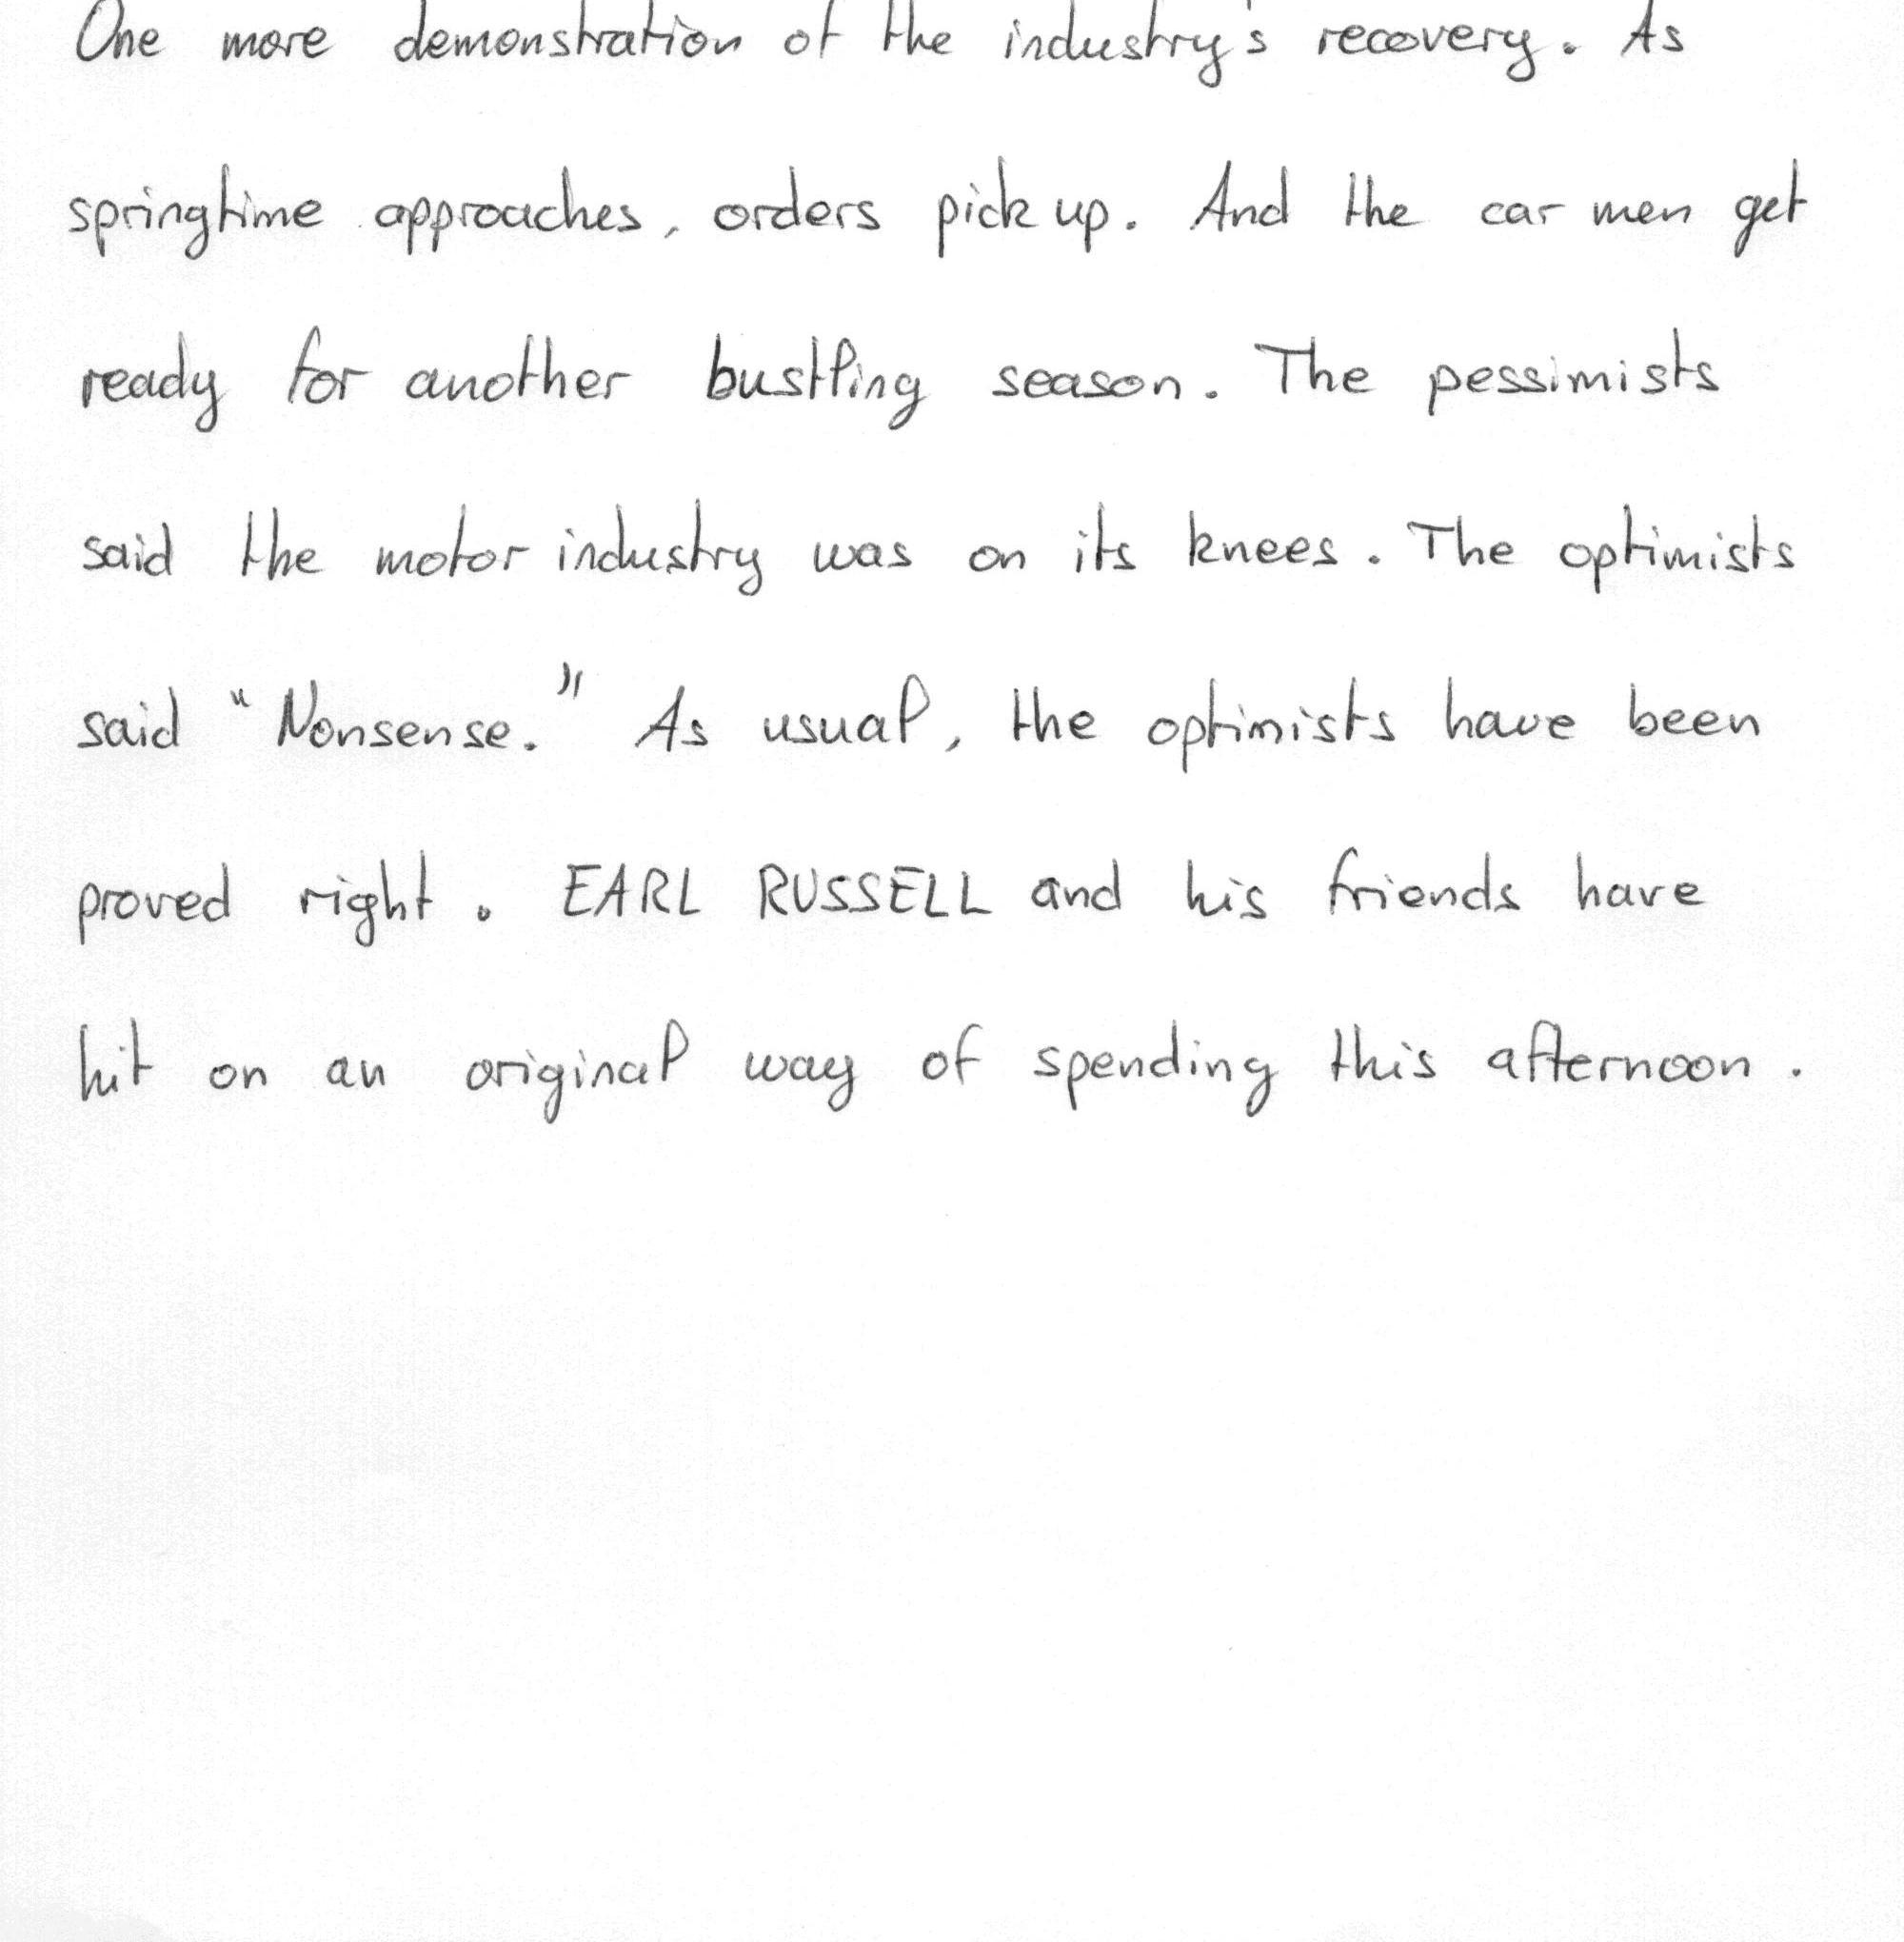 One more demonstration of the industry's recovery. As
springtime approaches, orders pick up. And the car men get
ready for another bustling season. The pessimists
said the motor industry was on its knees. The optimists
said "Nonsense." As usual, the optimists have been
proved right. EARL RUSSELL and his friends have
hit on an original way of spending this afternoon.